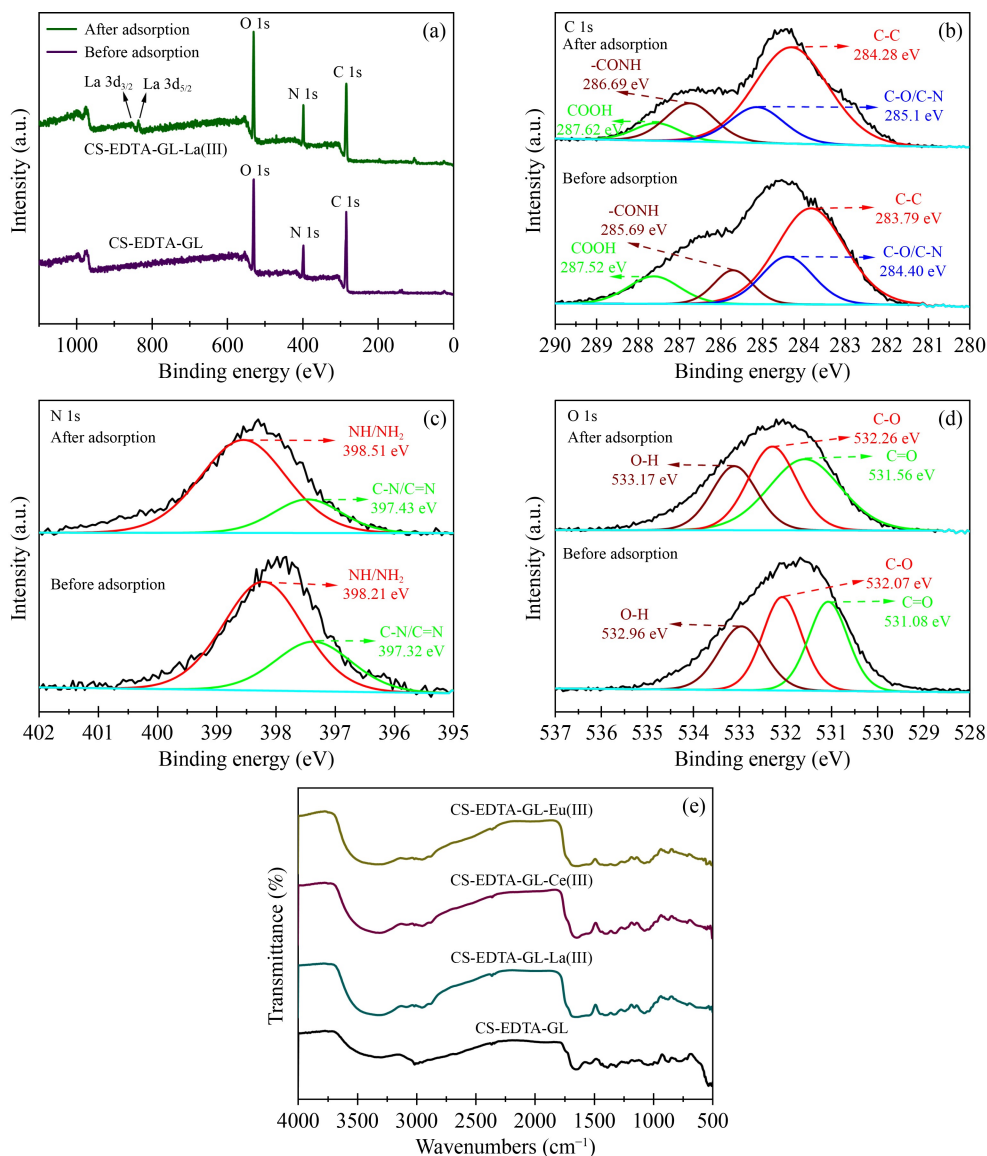 (a)
After adsorption
Before adsorption
O 1s
N 1s
C 1s
La 3d3/2
La 3d5/2
CS-EDTA-GL-La(III)
O 1s
N 1s
C 1s
CS-EDTA-GL
Intensity (a.u.)
1000 800 600 400 200 0
Binding energy (eV)
(b)
C 1s
After adsorption
C-C
284.28 eV
-CONH
286.69 eV
C-O/C-N
285.1 eV
COOH
287.62 eV
Before adsorption
C-C
283.79 eV
-CONH
285.69 eV
COOH
287.52 eV
C-O/C-N
284.40 eV
Intensity (a.u.)
290 289 288 287 286 285 284 283 282 281 280
Binding energy (eV)
(c)
N 1s
After adsorption
NH/NH2
398.51 eV
C-N/C=N
397.43 eV
Before adsorption
NH/NH2
398.21 eV
C-N/C=N
397.32 eV
Intensity (a.u.)
402 401 400 399 398 397 396 395
Binding energy (eV)
(d)
O 1s
After adsorption
C-O
532.26 eV
O-H
533.17 eV
C=O
531.56 eV
Before adsorption
C-O
532.07 eV
O-H
532.96 eV
C=O
531.08 eV
Intensity (a.u.)
537 536 535 534 533 532 531 530 529 528
Binding energy (eV)
(e)
CS-EDTA-GL-Eu(III)
CS-EDTA-GL-Ce(III)
CS-EDTA-GL-La(III)
CS-EDTA-GL
Transmittance (%)
4000 3500 3000 2500 2000 1500 1000 500
Wavenumbers (cm⁻¹)